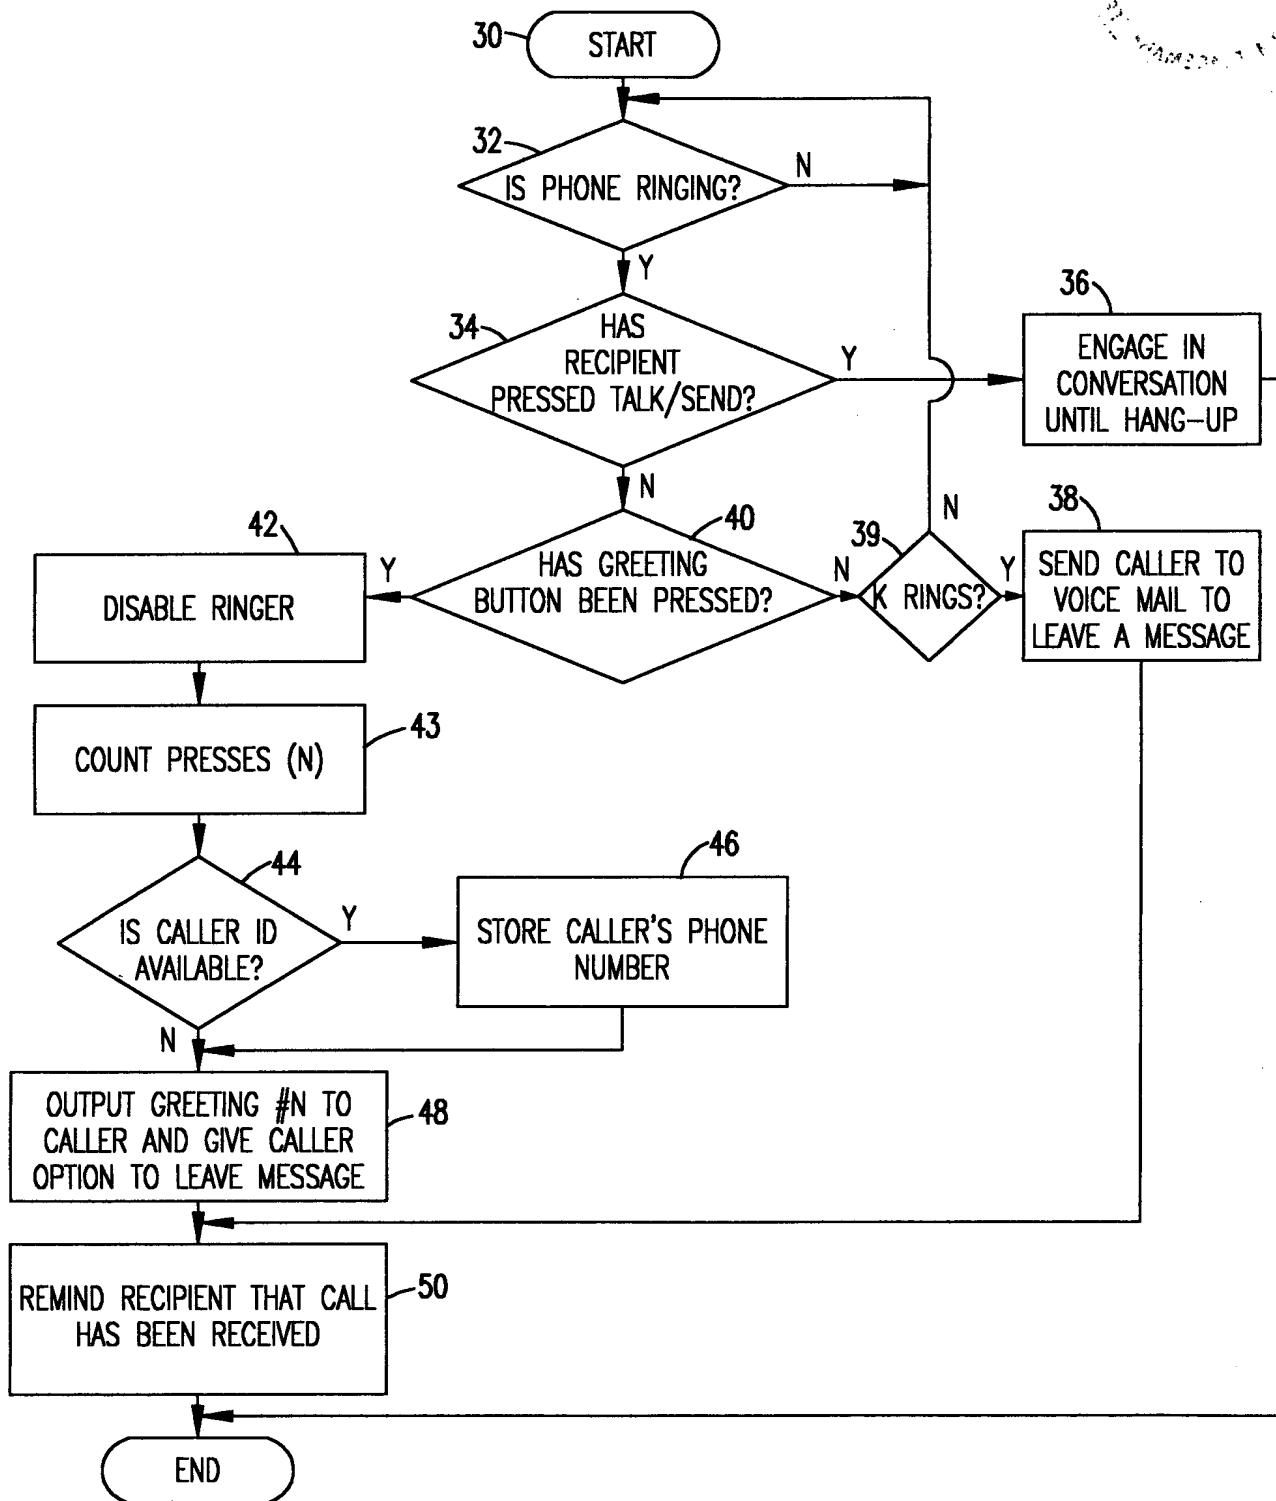 30
START
32
IS PHONE RINGING?
N
Y
34
HAS
RECIPIENT
PRESSED TALK/SEND?
Y
36
ENGAGE IN
CONVERSATION
UNTIL HANG-UP
N
40
HAS GREETING
BUTTON BEEN PRESSED?
Y
N
39
K RINGS?
N
Y
38
SEND CALLER TO
VOICE MAIL TO
LEAVE A MESSAGE
42
DISABLE RINGER
43
COUNT PRESSES (N)
44
IS CALLER ID
AVAILABLE?
Y
46
STORE CALLER'S PHONE
NUMBER
N
OUTPUT GREETING #N TO
CALLER AND GIVE CALLER
OPTION TO LEAVE MESSAGE
48
REMIND RECIPIENT THAT CALL
HAS BEEN RECEIVED
50
END